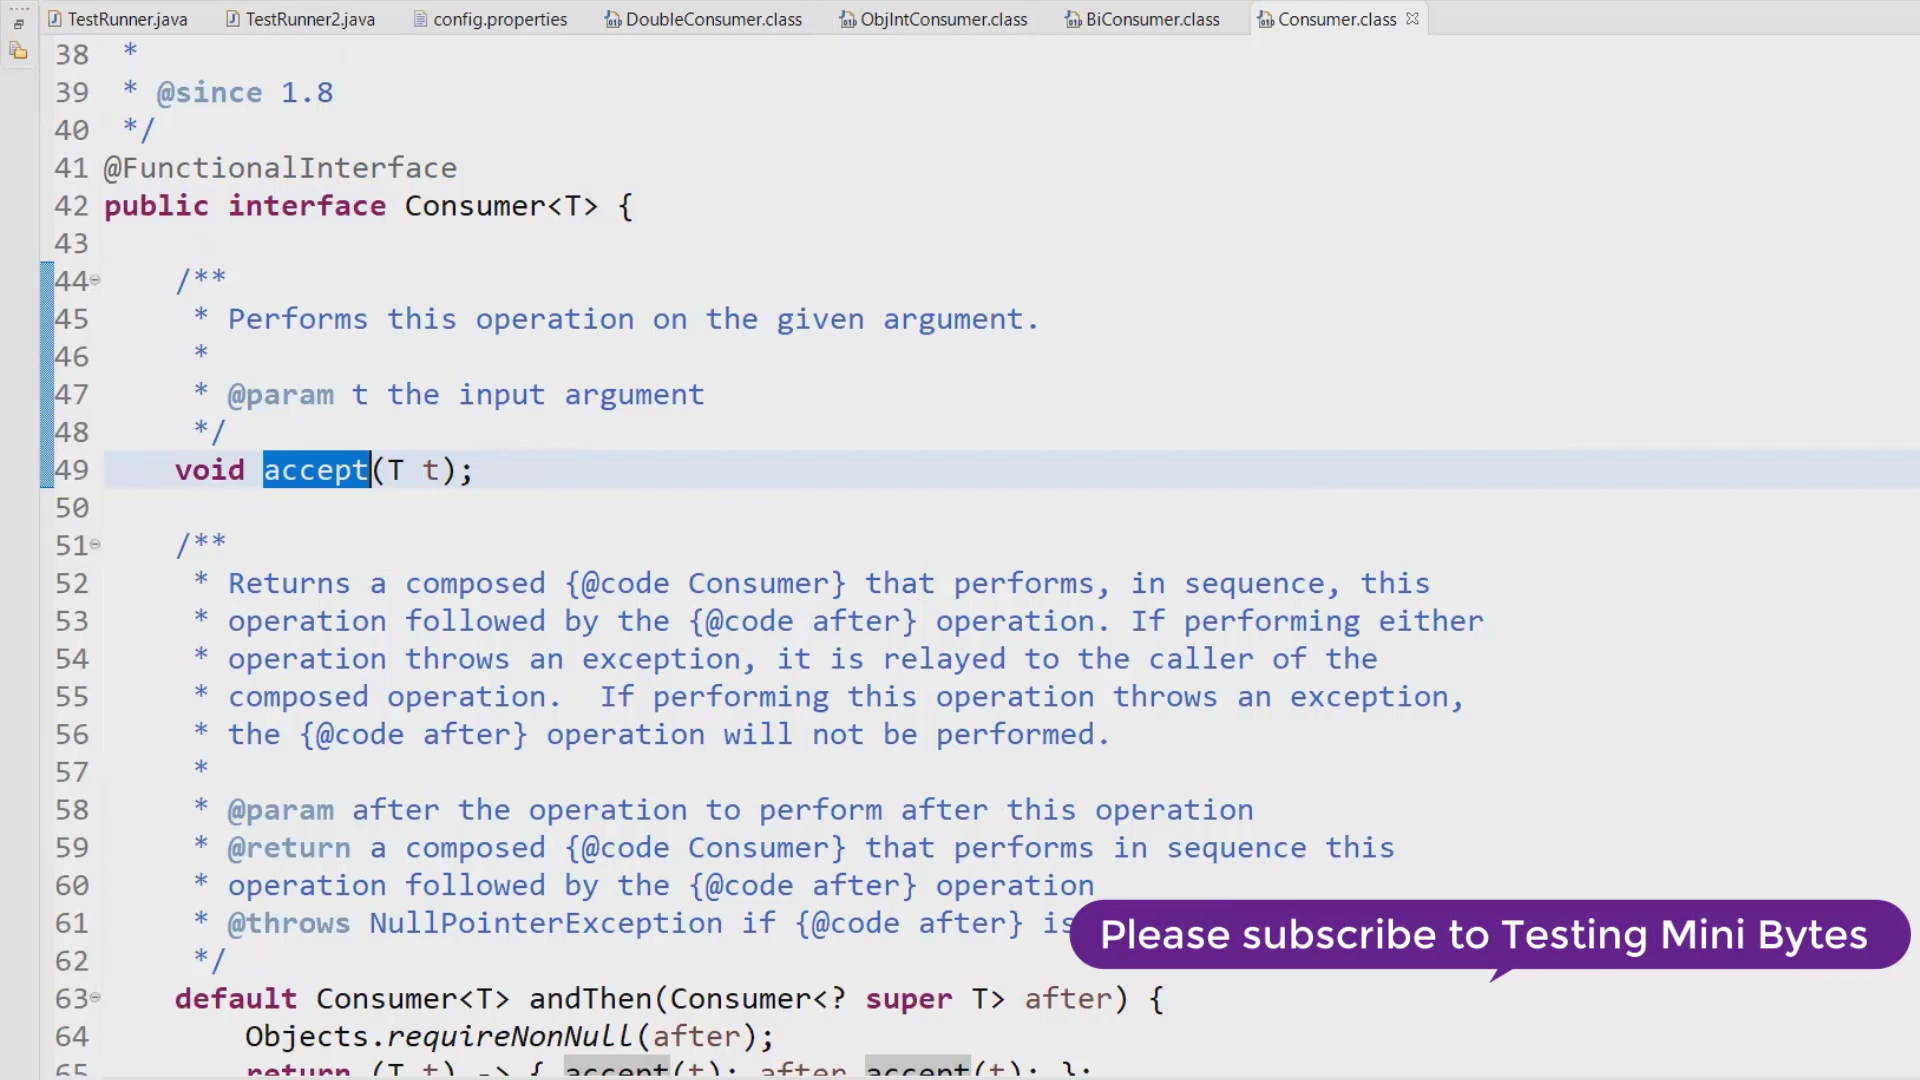 TestRunner.java TestRunner2.java config.properties DoubleConsumer.class ObjIntConsumer.class BiConsumer.class Consumer.class
38 *
39 * @since 1.8
40 */
41 @FunctionalInterface
42 public interface Consumer<T> {
43
44 /**
45 * Performs this operation on the given argument.
46 *
47 * @param t the input argument
48 */
49 void accept(T t);
50
51 /**
52 * Returns a composed {@code Consumer} that performs, in sequence, this
53 * operation followed by the {@code after} operation. If performing either
54 * operation throws an exception, it is relayed to the caller of the
55 * composed operation.  If performing this operation throws an exception,
56 * the {@code after} operation will not be performed.
57 *
58 * @param after the operation to perform after this operation
59 * @return a composed {@code Consumer} that performs in sequence this
60 * operation followed by the {@code after} operation
61 * @throws NullPointerException if {@code after} is
Please subscribe to Testing Mini Bytes
62 */
63 default Consumer<T> andThen(Consumer<? super T> after) {
64 Objects.requireNonNull(after);
65 return (T t) -> { accept(t); after.accept(t); };